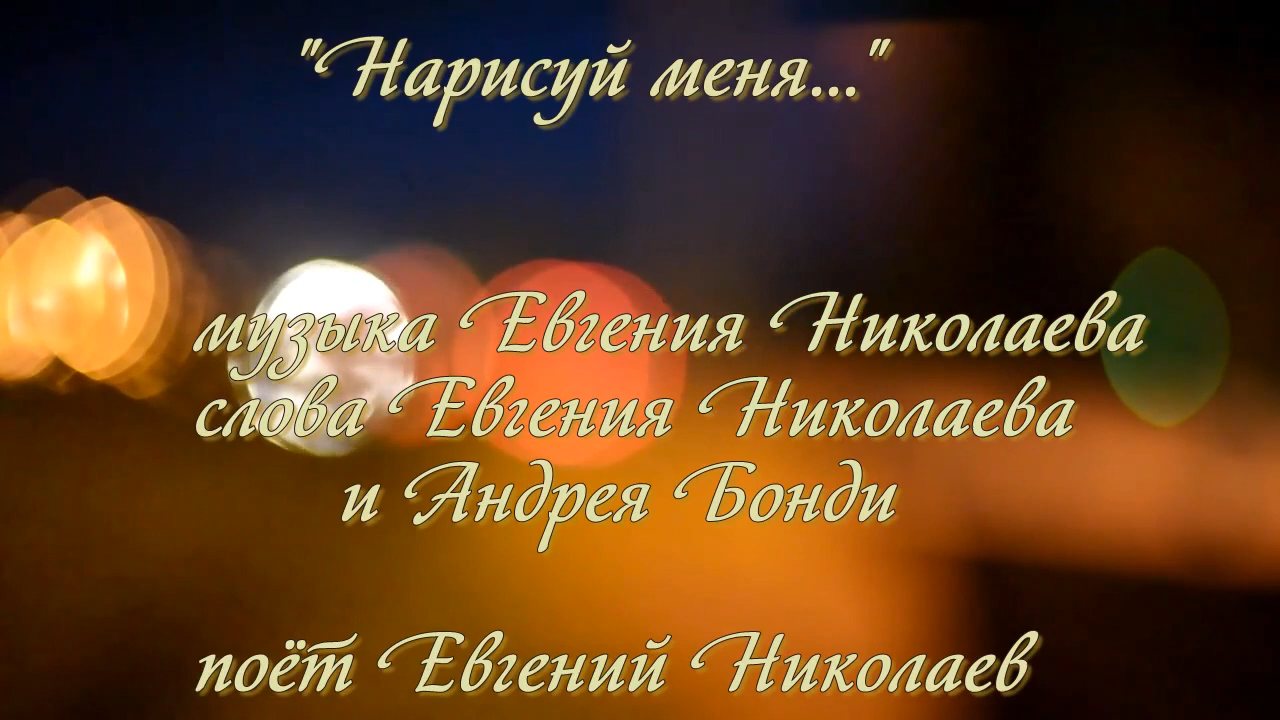 "Нарисуй меня..."
музыка Евгения Николаева
слова Евгения Николаева
и Андрея Бонди
поёт Евгений Николаев